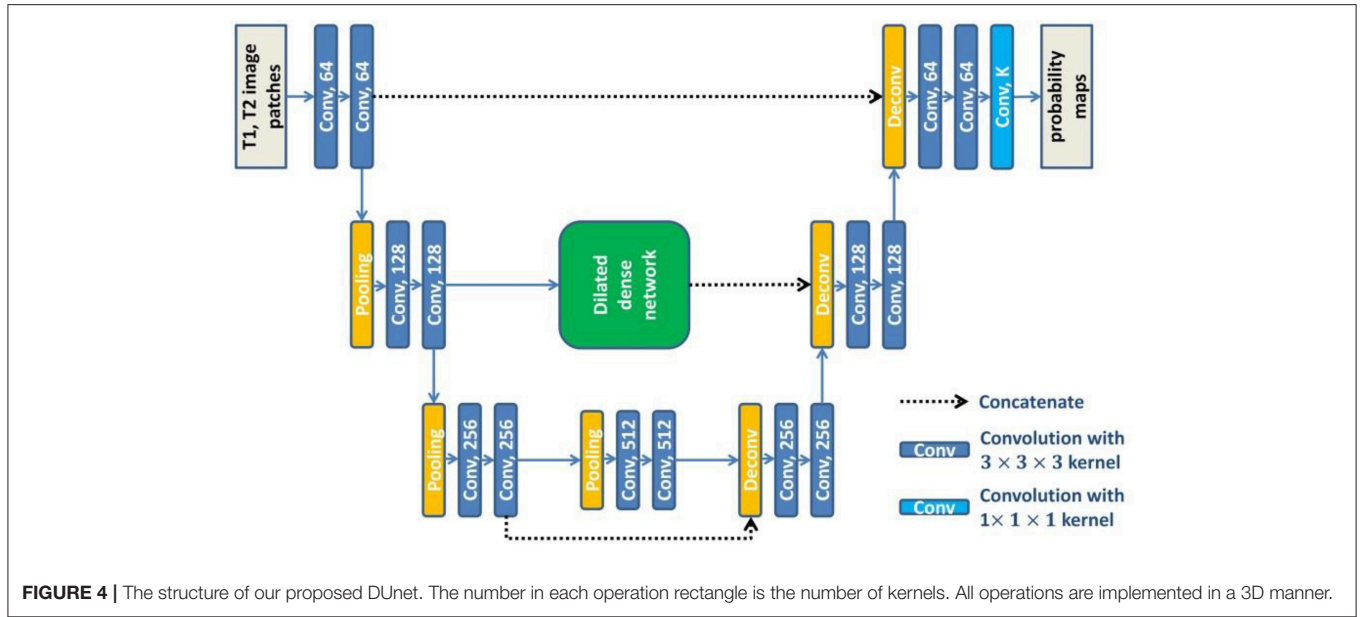 T1, T2 image
patches
Conv, 64
Conv, 64
Deconv
Conv, 64
Conv, 64
Conv, K
probability
maps
Pooling
Conv, 128
Conv, 128
Dilated
dense
network
Deconv
Conv, 128
Conv, 128
Pooling
Conv, 256
Conv, 256
Pooling
Conv, 512
Conv, 512
Deconv
Conv, 256
Conv, 256
Concatenate
Conv
Convolution with
3 × 3 × 3 kernel
Conv
Convolution with
1× 1 × 1 kernel
FIGURE 4 | The structure of our proposed DUnet. The number in each operation rectangle is the number of kernels. All operations are implemented in a 3D manner.